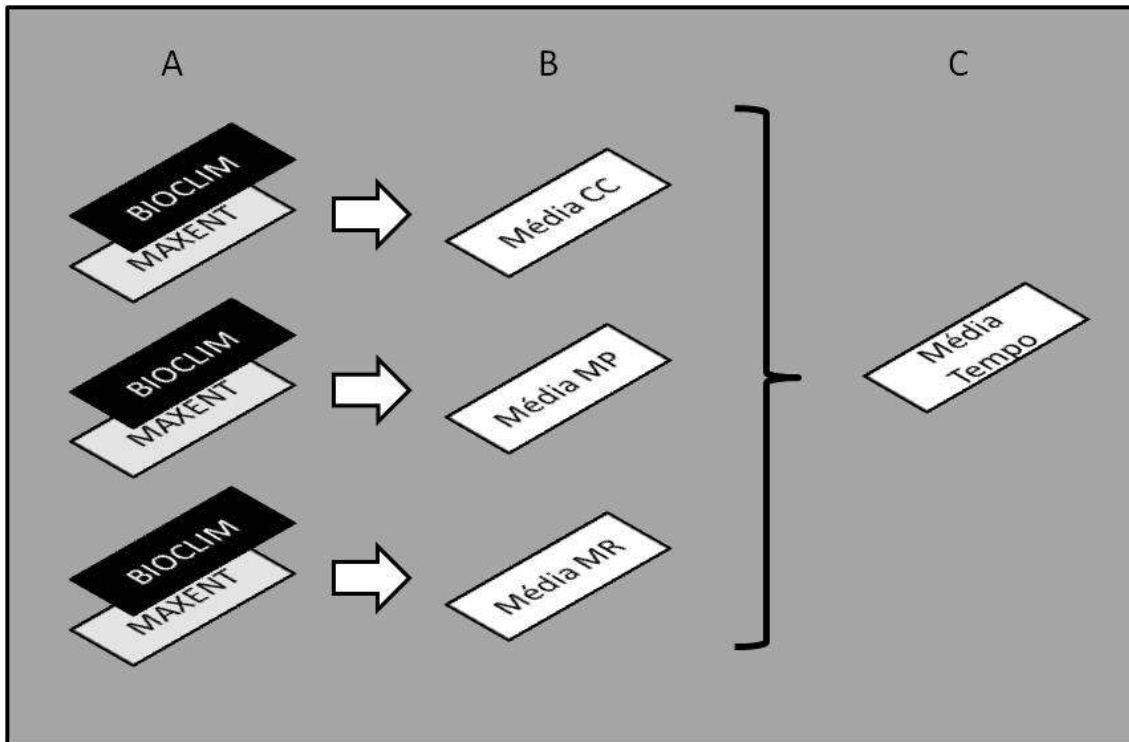 A
B
C
BIOCLIM
MAXENT
Média CC
BIOCLIM
MAXENT
Média MP
BIOCLIM
MAXENT
Média MR
Média
Tempo